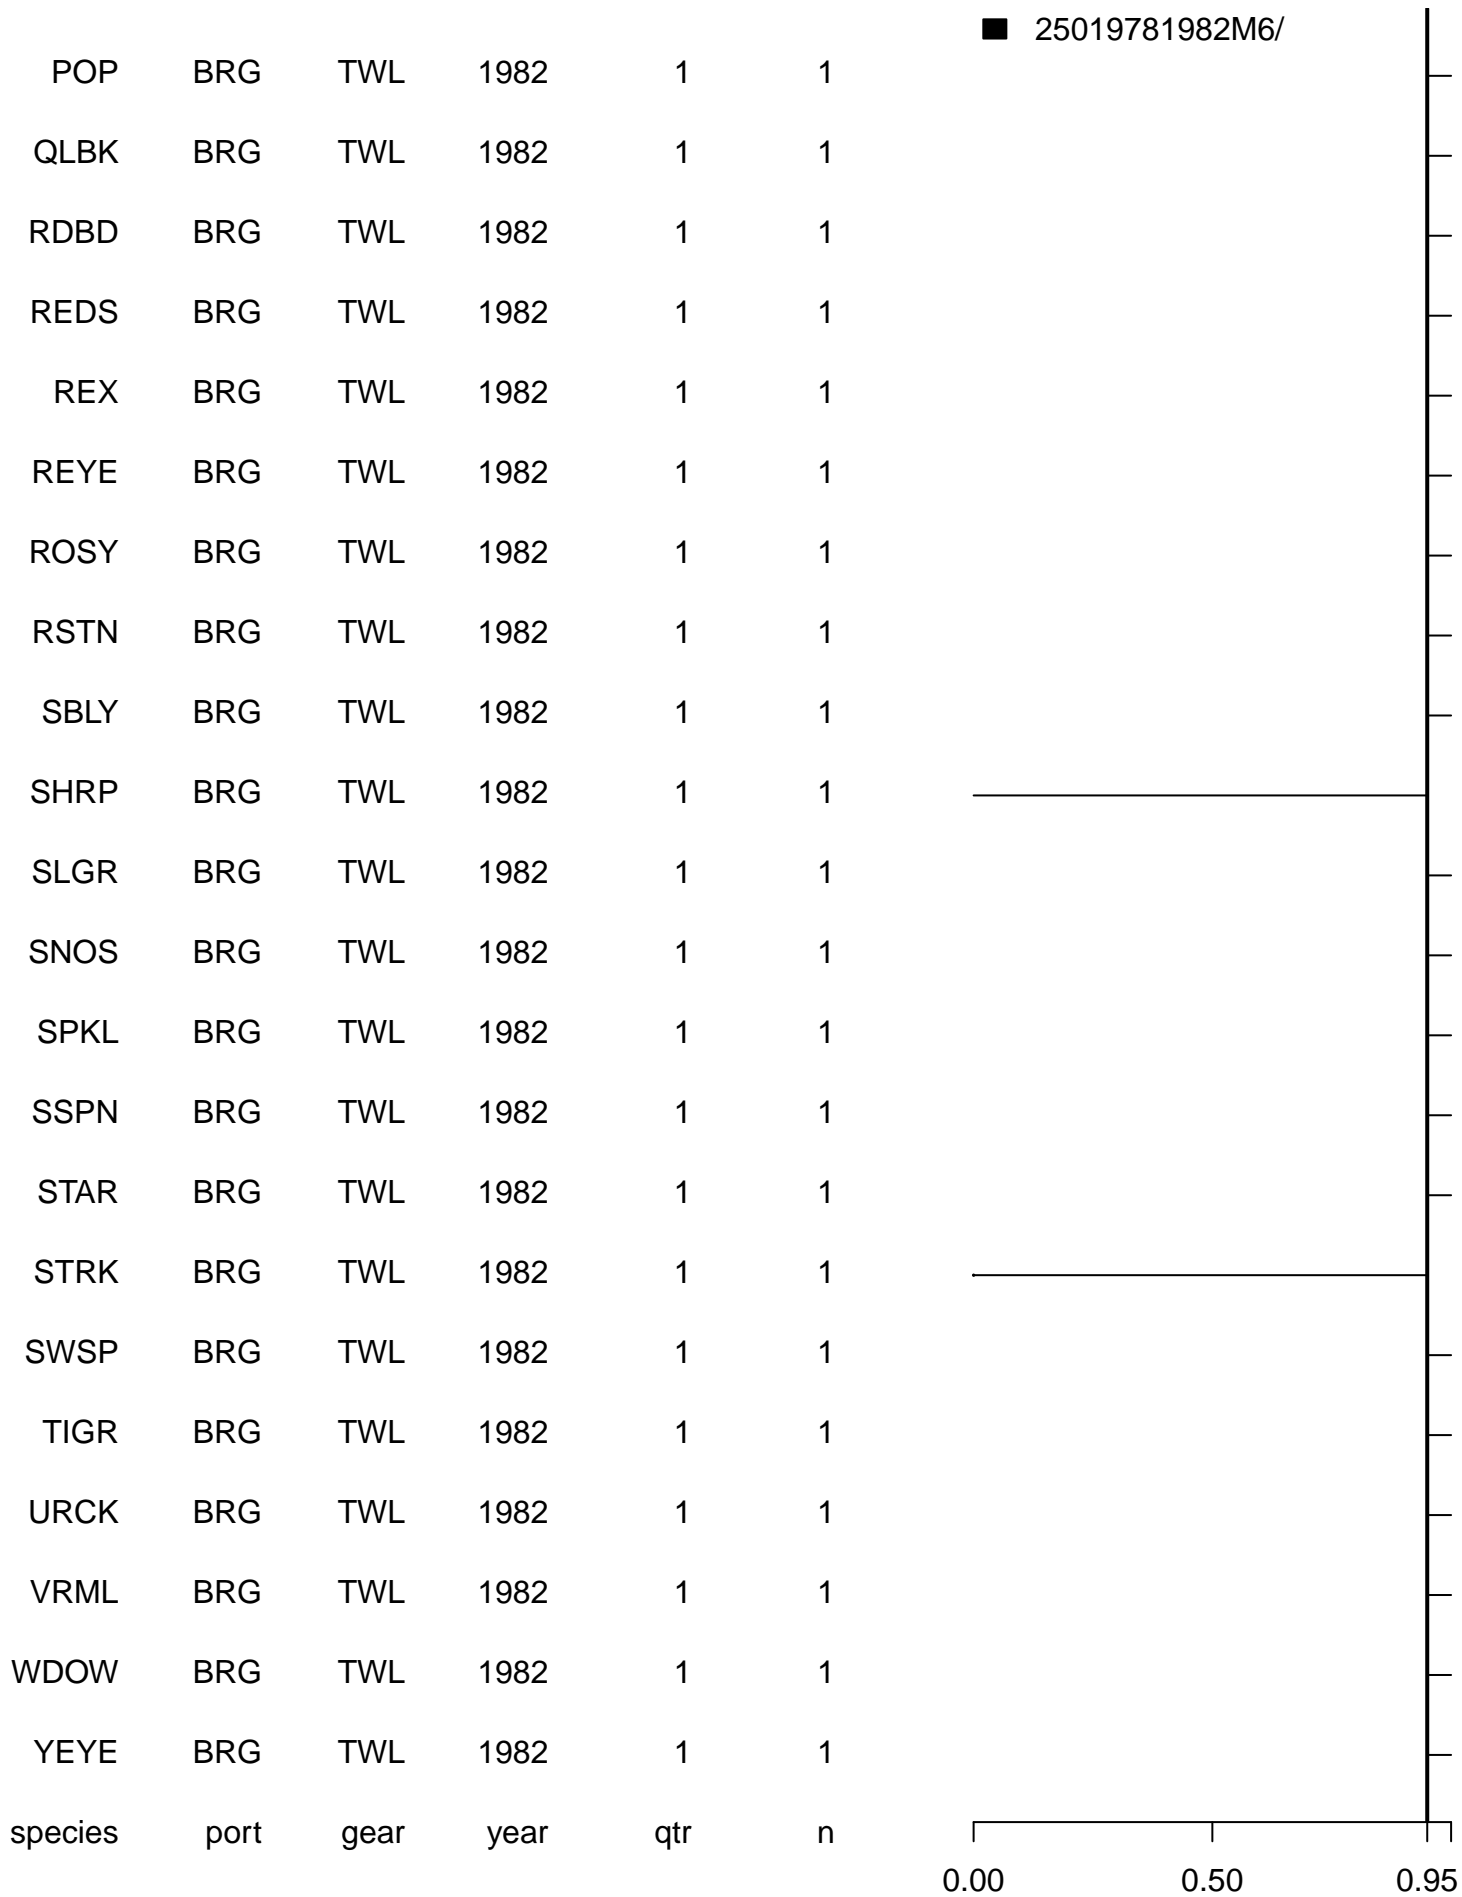 25019781982M6/
POP BRG TWL 1982 1 1
QLBK BRG TWL 1982 1 1
RDBD BRG TWL 1982 1 1
REDS BRG TWL 1982 1 1
REX BRG TWL 1982 1 1
REYE BRG TWL 1982 1 1
ROSY BRG TWL 1982 1 1
RSTN BRG TWL 1982 1 1
SBLY BRG TWL 1982 1 1
SHRP BRG TWL 1982 1 1
SLGR BRG TWL 1982 1 1
SNOS BRG TWL 1982 1 1
SPKL BRG TWL 1982 1 1
SSPN BRG TWL 1982 1 1
STAR BRG TWL 1982 1 1
STRK BRG TWL 1982 1 1
SWSP BRG TWL 1982 1 1
TIGR BRG TWL 1982 1 1
URCK BRG TWL 1982 1 1
VRML BRG TWL 1982 1 1
WDOW BRG TWL 1982 1 1
YEYE BRG TWL 1982 1 1
species port gear year qtr n
0.00 0.50 0.95